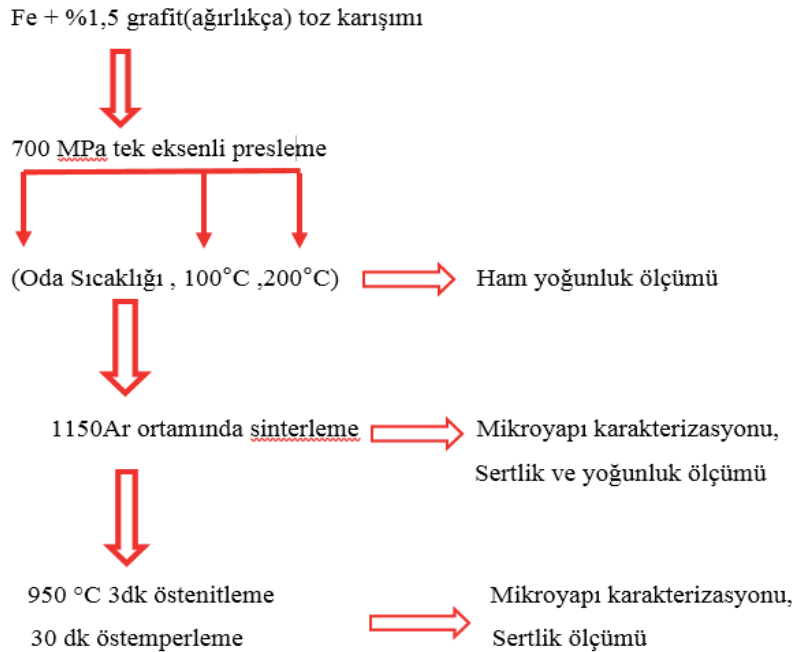 Fe + %1,5 grafit(ağırlıkça) toz karışımı
700 MPa tek eksenli presleme
(Oda Sıcaklığı , 100°C ,200°C)
Ham yoğunluk ölçümü
1150Ar ortamında sinterleme
Mikroyapı karakterizasyonu,
Sertlik ve yoğunluk ölçümü
950 °C 3dk östenitleme
30 dk östemperleme
Mikroyapı karakterizasyonu,
Sertlik ölçümü